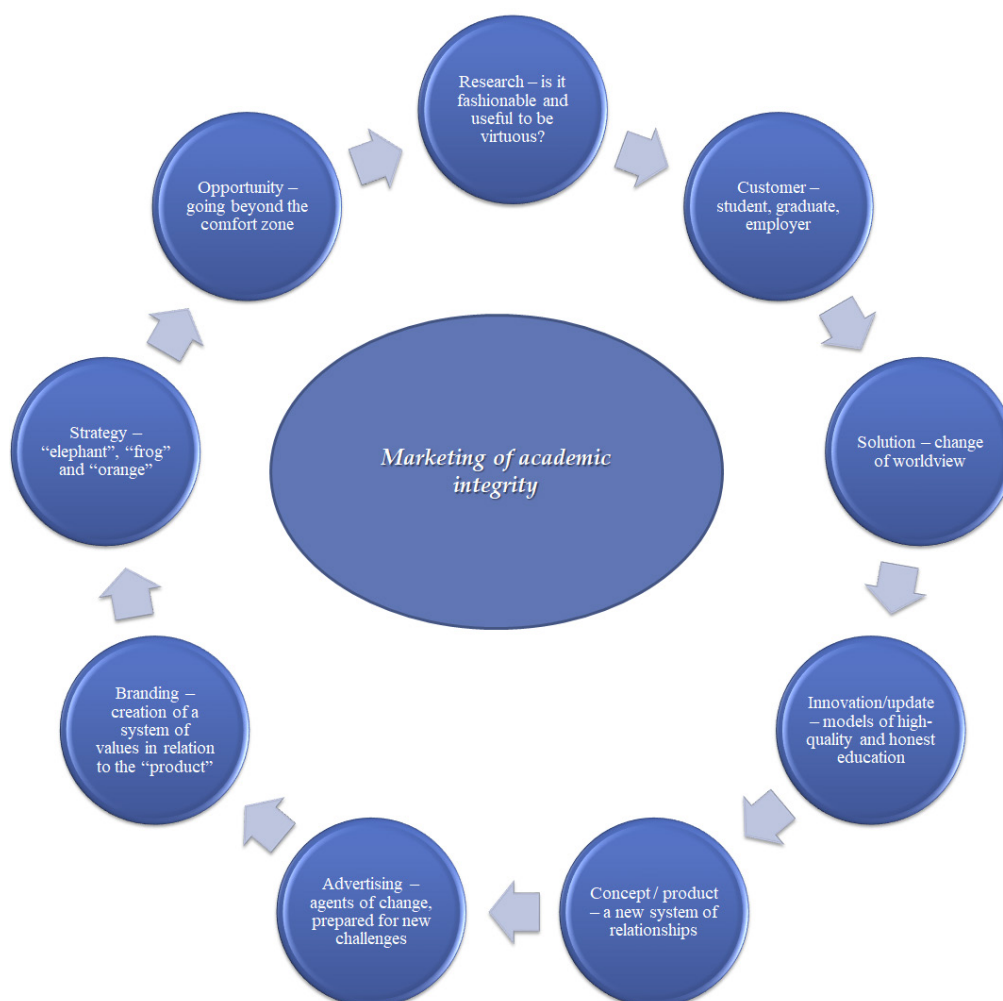 Research – is it
fashionable and
useful to be
virtuous?
Customer –
student, graduate,
employer
Solution – change
of worldview
Innovation/update
– models of high-
quality and honest
education
Concept / product
– a new system of
relationships
Advertising –
agents of change,
prepared for new
challenges
Branding –
creation of a
system of
values in relation
to the “product”
Strategy –
“elephant”, “frog”
and “orange”
Opportunity –
going beyond the
comfort zone
Marketing of academic
integrity